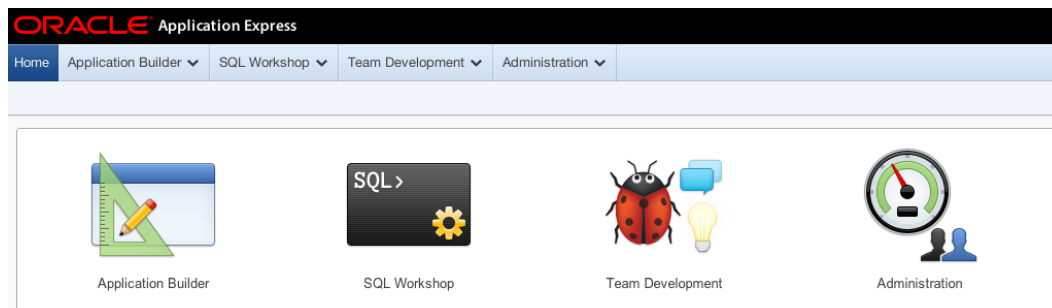 ORACLE Application Express
Home Application Builder SQL Workshop Team Development Administration
SQL>
Application Builder SQL Workshop Team Development Administration